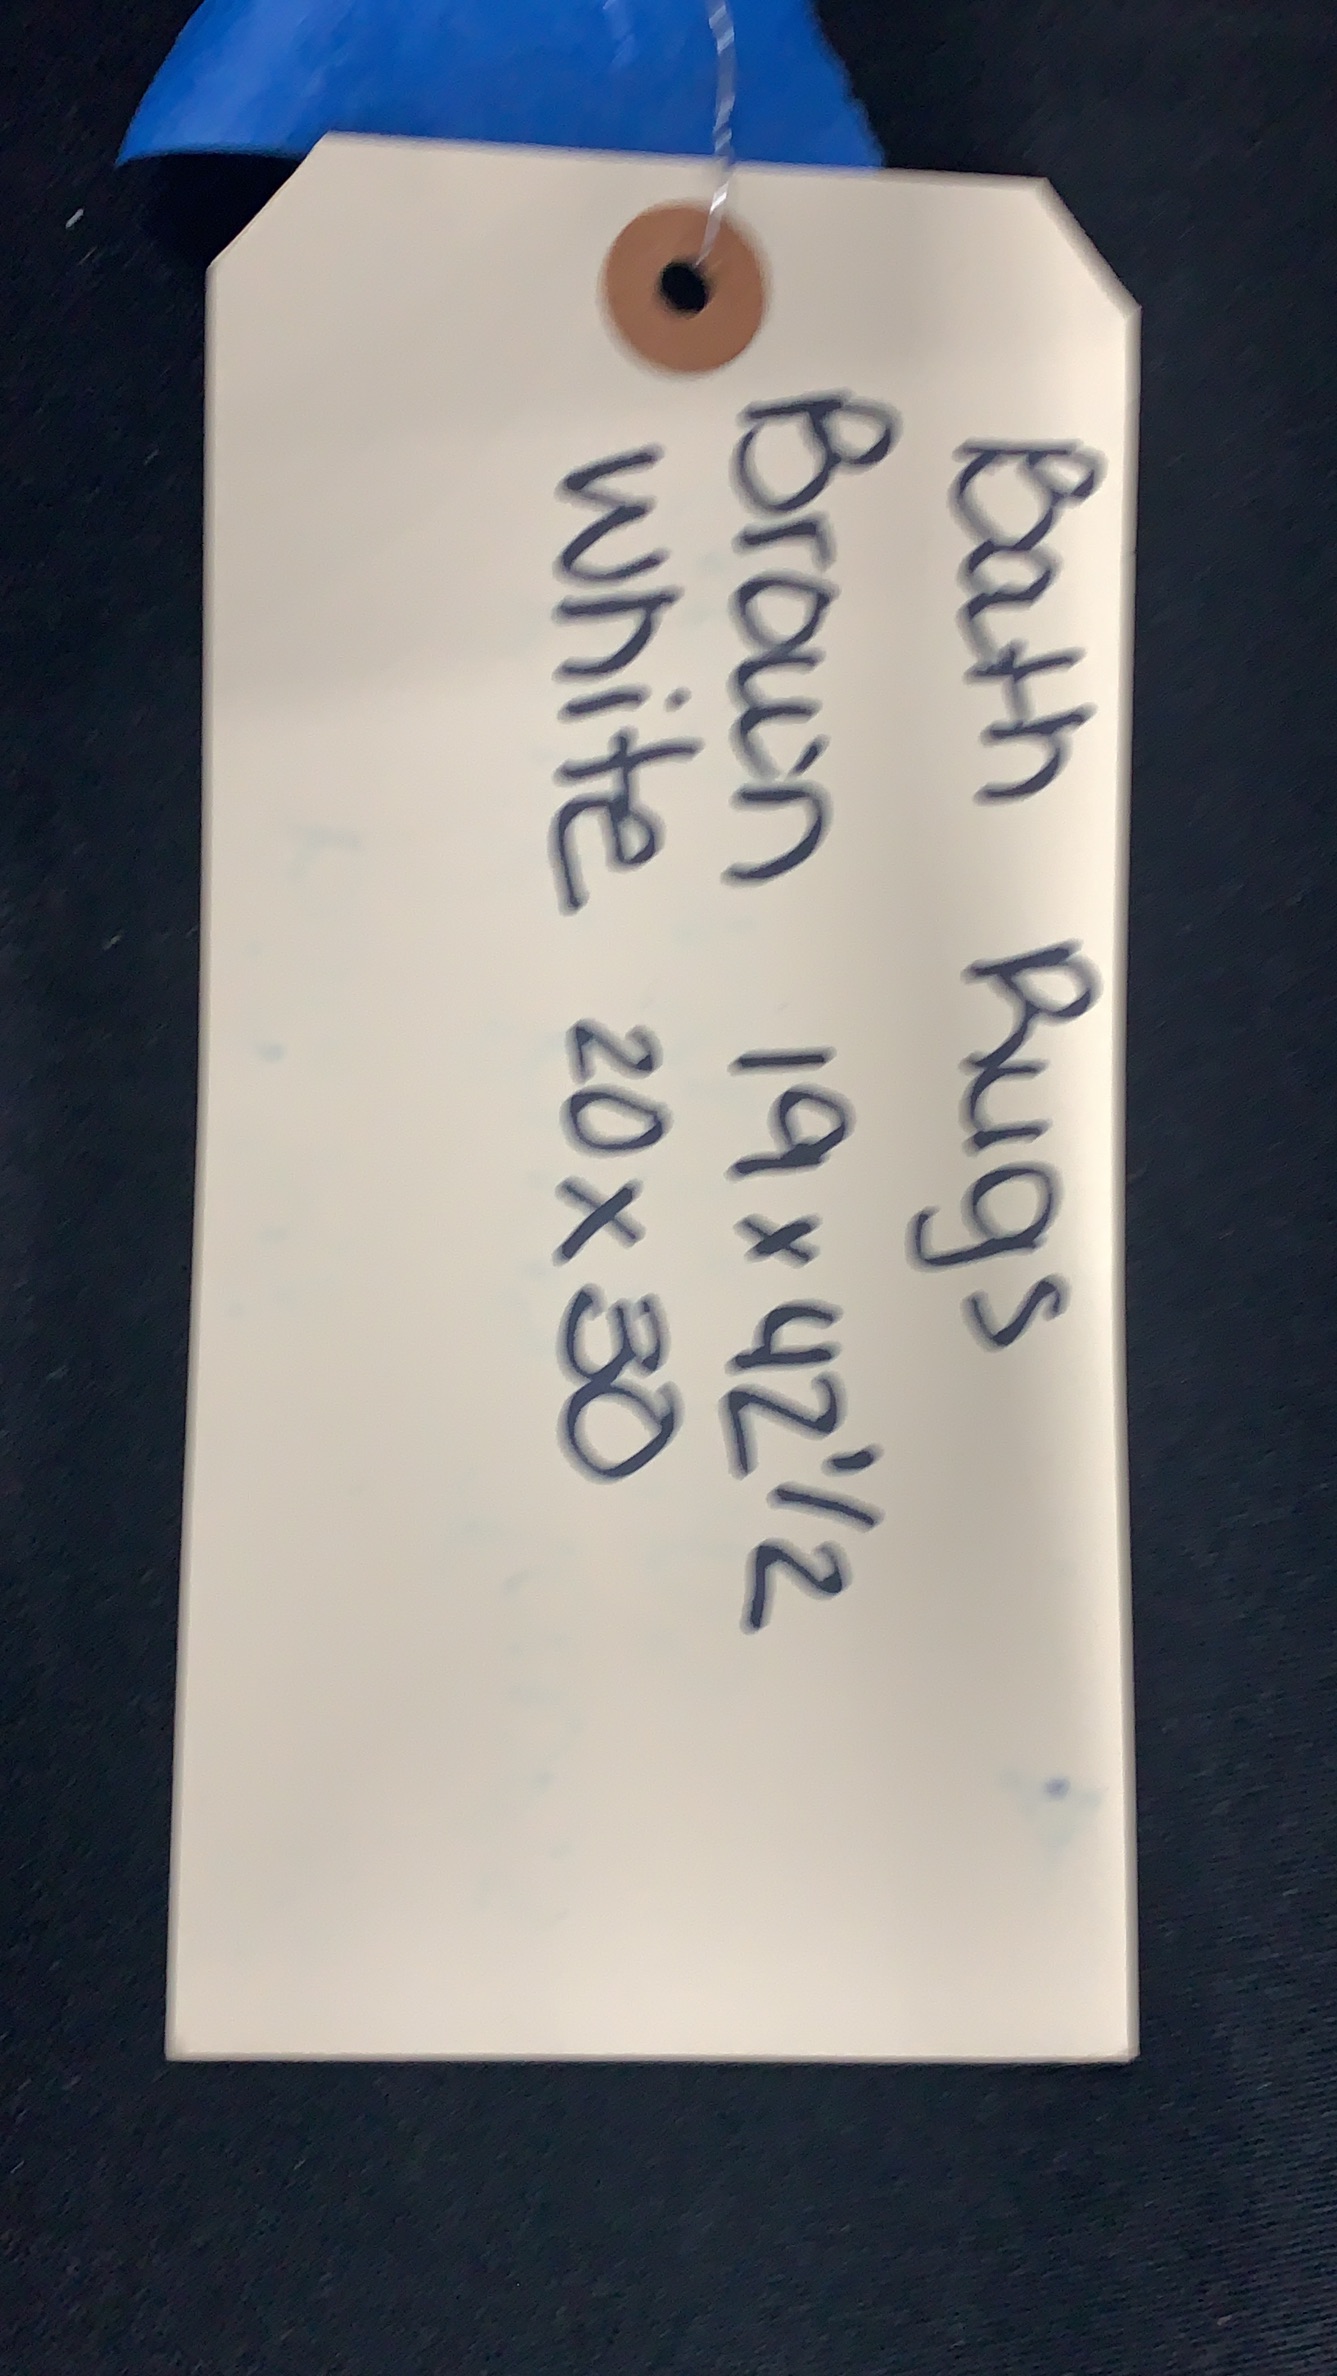 Bath Rugs
Brown 19 x 42 1/2
White 20 x 30